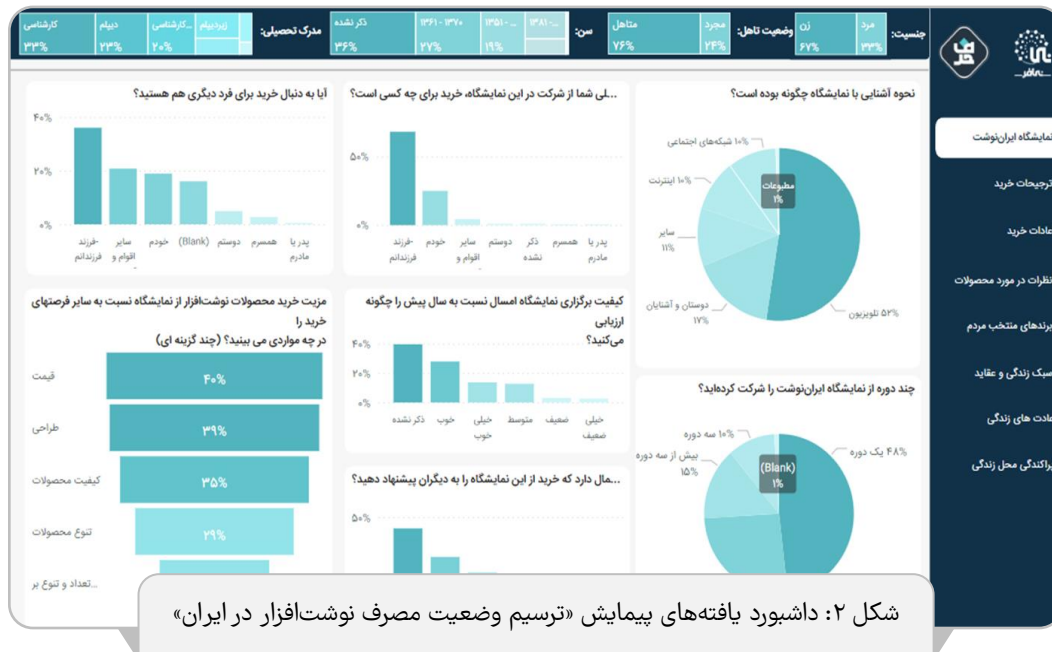 جنسیت:
مرد
۳۳%
زن
۶۷%
وضعیت تاهل:
مجرد
۲۴%
متاهل
۷۶%
سن:
۱۳۸۱-...
۱۳۵۱ - ...
۱۹%
۱۳۶۱ - ۱۳۷۰
۲۷%
ذکر نشده
۳۶%
مدرک تحصیلی:
زیردیپلم
کارشناسی...
۲۰%
دیپلم
۲۳%
کارشناسی
۳۳%
نمایشگاه ایران‌نوشت
ترجیحات خرید
عادات خرید
نظرات در مورد محصولات
برندهای منتخب مردم
سبک زندگی و عقاید
عادت های زندگی
پراکندگی محل زندگی
نحوه آشنایی با نمایشگاه چگونه بوده است؟
۱۰% شبکه‌های اجتماعی
۱۰% اینترنت
سایر
۱۱%
دوستان و آشنایان
۱۷%
۵۲% تلویزیون
مطبوعات
۱%
...لی شما از شرکت در این نمایشگاه، خرید برای چه کسی است؟
۵۰%
۰%
فرزند-
فرزندانم
خودم
سایر
اقوام و
دوستم
ذکر
نشده
همسرم
پدر یا
مادرم
آیا به دنبال خرید برای فرد دیگری هم هستید؟
۴۰%
۲۰%
۰%
فرزند-
فرزندانم
سایر
اقوام و
خودم
(Blank)
دوستم
همسرم
پدر یا
مادرم
چند دوره از نمایشگاه ایران‌نوشت را شرکت کرده‌اید؟
۱۰% سه دوره
بیش از سه دوره
۱۵%
۴۸% یک دوره
(Blank)
۱%
کیفیت برگزاری نمایشگاه امسال نسبت به سال پیش را چگونه ارزیابی
می‌کنید؟
۴۰%
۲۰%
۰%
ذکر نشده
خوب
خیلی
خوب
متوسط
ضعیف
خیلی
ضعیف
...مال دارد که خرید از این نمایشگاه را به دیگران پیشنهاد دهید؟
۵۰%
مزیت خرید محصولات نوشت‌افزار از نمایشگاه نسبت به سایر فرصتهای
خرید را
در چه مواردی می بینید؟ (چند گزینه ای)
قیمت
۴۰%
طراحی
۳۹%
کیفیت محصولات
۳۵%
تنوع محصولات
۲۹%
تعداد و تنوع بر...
شکل ۲: داشبورد یافته‌های پیمایش «ترسیم وضعیت مصرف نوشت‌افزار در ایران»